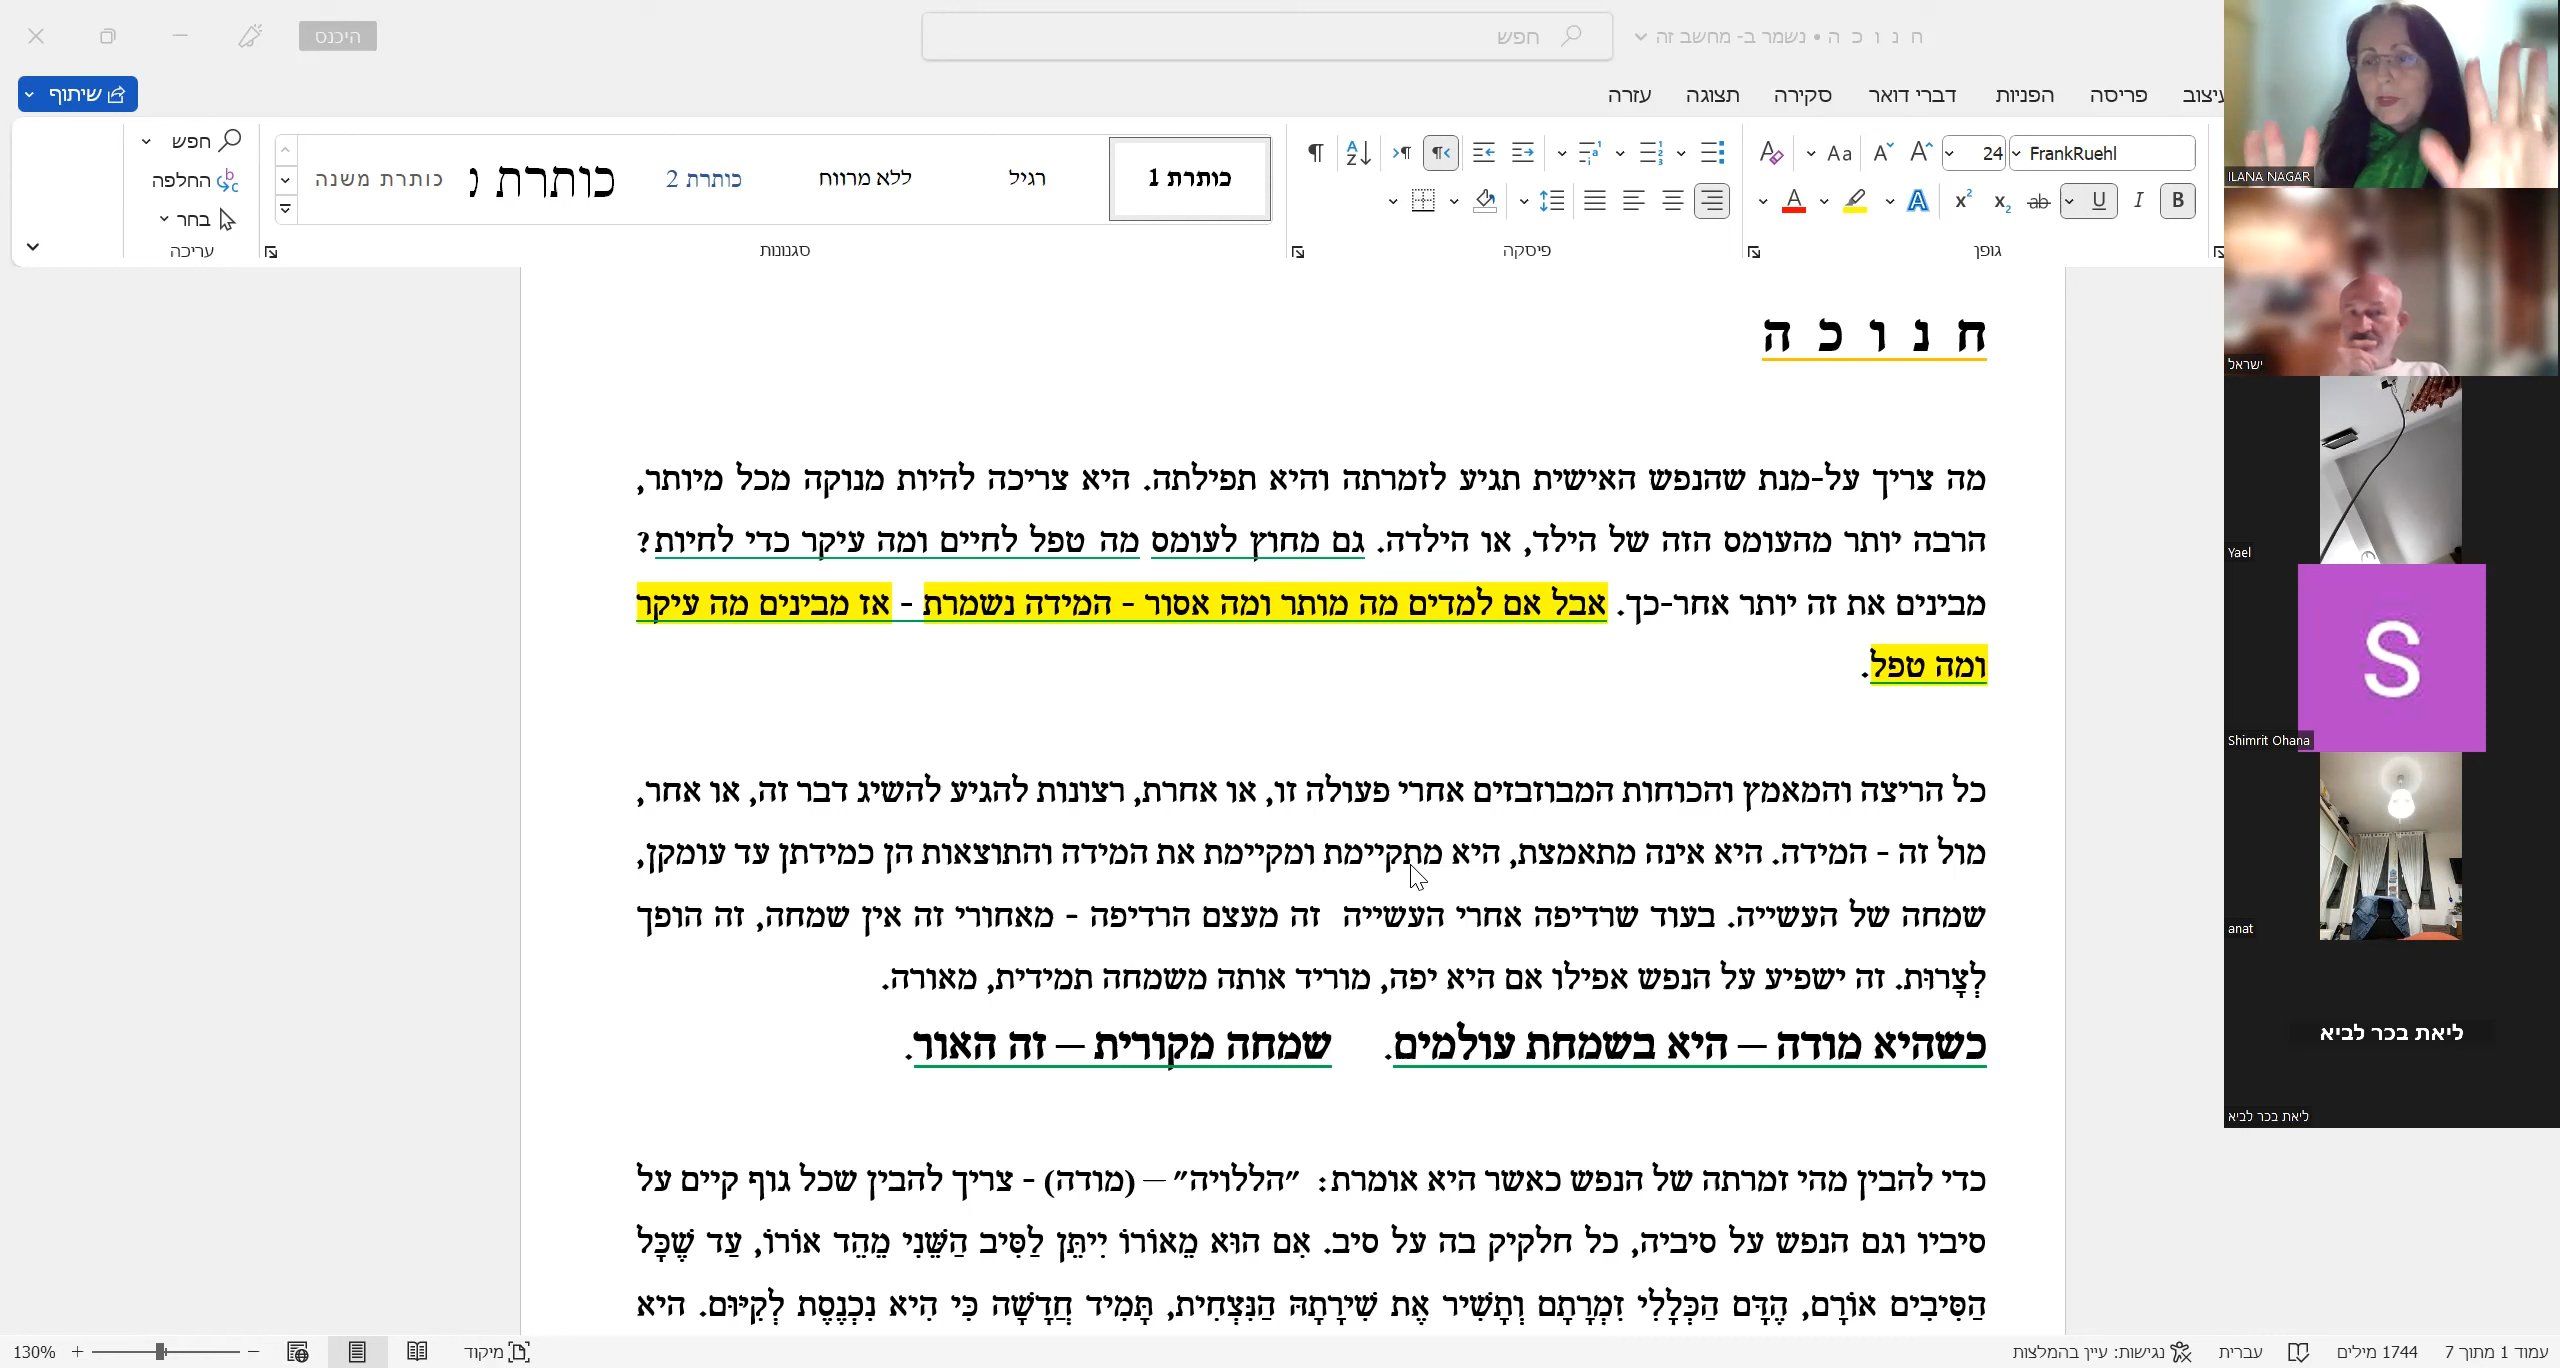 ח נ ו כ ה • נשמר ב- מחשב זה
חפש
היכנס
עיצוב
פריסה
הפניות
דברי דואר
סקירה
תצוגה
עזרה
שיתוף
FrankRuehl
24
גופן
פיסקה
כותרת 1
רגיל
ללא מרווח
כותרת 2
כותרת משנה
סגנונות
חפש
החלפה
בחר
עריכה
ח נ ו כ ה
מה צריך על-מנת שהנפש האישית תגיע לזמרתה והיא תפילתה. היא צריכה להיות מנוקה מכל מיותר,
הרבה יותר מהעומס הזה של הילד, או הילדה. גם מחוץ לעומס מה טפל לחיים ומה עיקר כדי לחיות?
מבינים את זה יותר אחר-כך. אבל אם למדים מה מותר ומה אסור - המידה נשמרת - אז מבינים מה עיקר
ומה טפל.
כל הריצה והמאמץ והכוחות המבוזבזים אחרי פעולה זו, או אחרת, רצונות להגיע להשיג דבר זה, או אחר,
מול זה - המידה. היא אינה מתאמצת, היא מתקיימת ומקיימת את המידה והתוצאות הן כמידתן עד עומקן,
שמחה של העשייה. בעוד שרדיפה אחרי העשייה זה מעצם הרדיפה - מאחורי זה אין שמחה, זה הופך
לְצָרוּת. זה ישפיע על הנפש אפילו אם היא יפה, מוריד אותה משמחה תמידית, מאורה.
כשהיא מודה – היא בשמחת עולמים. שמחה מקורית – זה האור.
כדי להבין מהי זמרתה של הנפש כאשר היא אומרת: "הללויה" – (מודה) - צריך להבין שכל גוף קיים על
סיביו וגם הנפש על סיביה, כל חלקיק בה על סיב. אִם הוּא מֵאוֹרוֹ יִיתֵּן לַסִּיב הַשֵּׁנִי מֵהֵד אוֹרוֹ, עַד שֶׁכָּל
הַסִּיבִים אוֹרָם, הֶדָּם הַכְּלָלִי זִמְרָתָם וְתָשִׁיר אֶת שִׁירָתָהּ הַנִּצְחִית, תָּמִיד חֲדָשָׁה כִּי הִיא נִכְנֶסֶת לְקִיּוּם. היא
ILANA NAGAR
ישראל
Yael
S
Shimrit Ohana
anat
ליאת בכר לביא
ליאת בכר לביא
עמוד 1 מתוך 7
1744 מילים
עברית
נגישות: עיין בהמלצות
מיקוד
130%